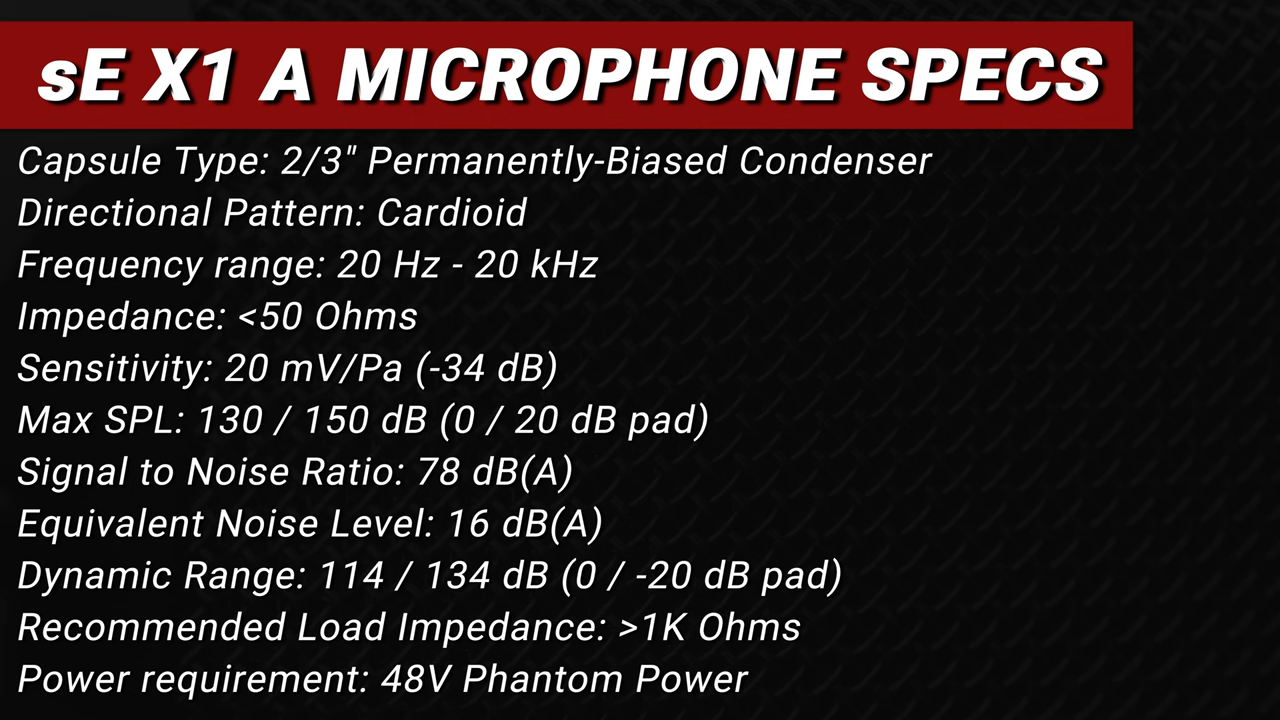 sE X1 A MICROPHONE SPECS
Capsule Type: 2/3" Permanently-Biased Condenser
Directional Pattern: Cardioid
Frequency range: 20 Hz - 20 kHz
Impedance: <50 Ohms
Sensitivity: 20 mV/Pa (-34 dB)
Max SPL: 130 / 150 dB (0 / 20 dB pad)
Signal to Noise Ratio: 78 dB(A)
Equivalent Noise Level: 16 dB(A)
Dynamic Range: 114 / 134 dB (0 / -20 dB pad)
Recommended Load Impedance: >1K Ohms
Power requirement: 48V Phantom Power